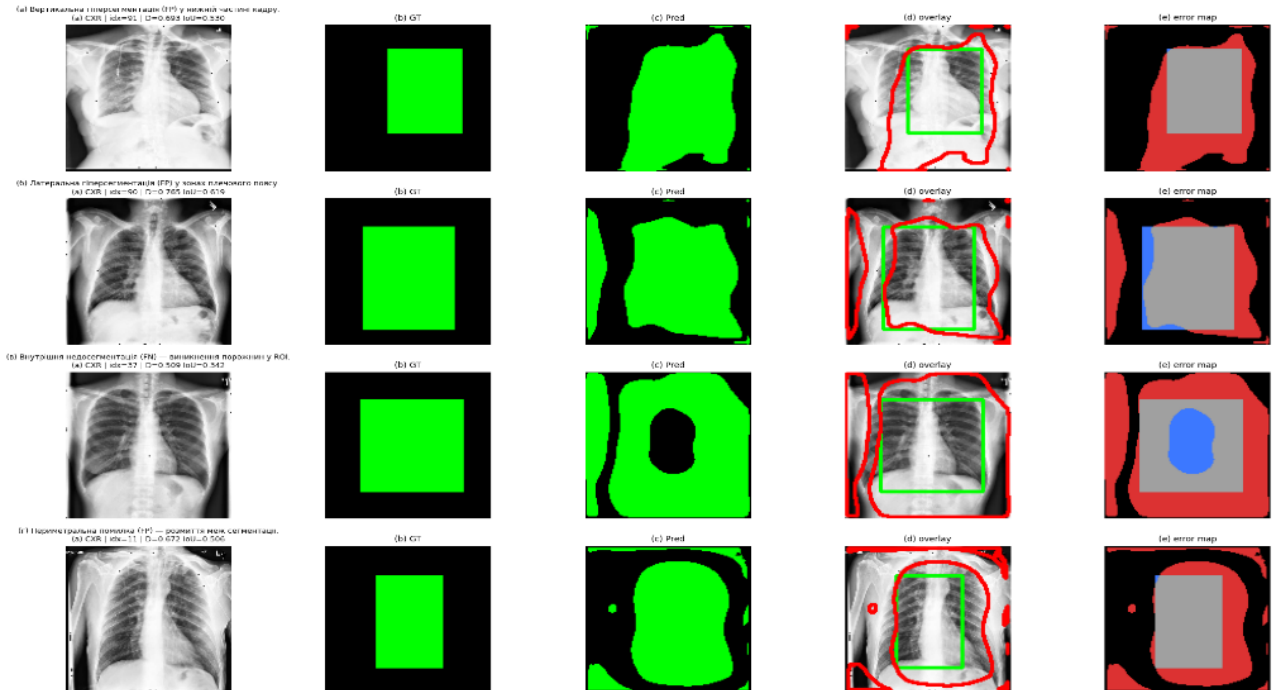 (а) Вертикальна гіперсегментація (FP) у нижній частині кадру.
(a) CXR | idx=91 | D=0.693 IoU=0.530
(b) GT
(c) Pred
(d) overlay
(e) error map
(б) Латеральна гіперсегментація (FP) у зонах плечового поясу
(a) CXR | idx=90 | D=0.765 IoU=0.619
(b) GT
(c) Pred
(d) overlay
(e) error map
(в) Внутрішня недосегментація (FN) — виникнення порожнин у ROI.
(a) CXR | idx=37 | D=0.509 IoU=0.342
(b) GT
(c) Pred
(d) overlay
(e) error map
(г) Периметральна помилка (FP) — розмиття меж сегментації.
(a) CXR | idx=11 | D=0.672 IoU=0.506
(b) GT
(c) Pred
(d) overlay
(e) error map